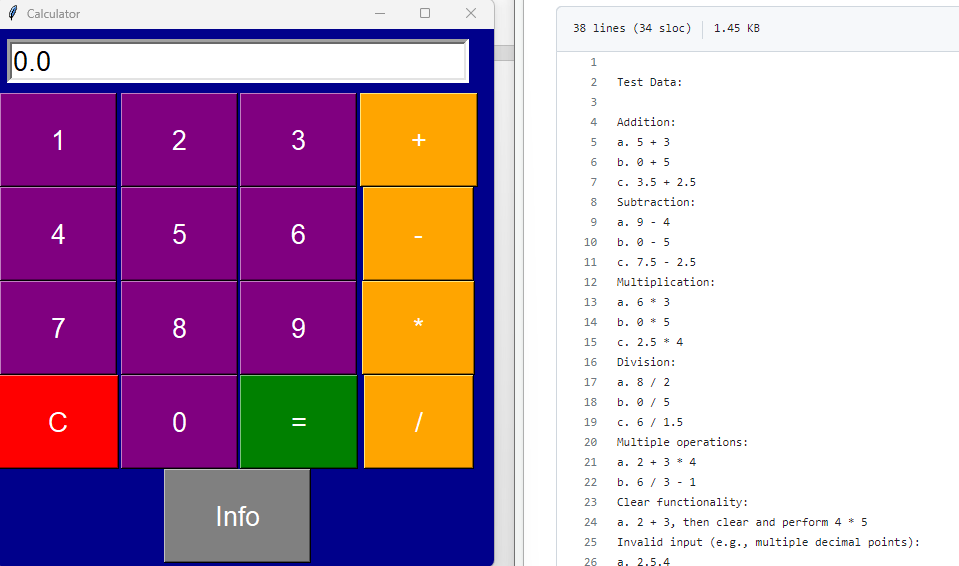 Calculator
0.0
1 2 3 +
4 5 6 -
7 8 9 *
C 0 = /
Info
38 lines (34 sloc) 1.45 KB
1
2 Test Data:
3
4 Addition:
5 a. 5 + 3
6 b. 0 + 5
7 c. 3.5 + 2.5
8 Subtraction:
9 a. 9 - 4
10 b. 0 - 5
11 c. 7.5 - 2.5
12 Multiplication:
13 a. 6 * 3
14 b. 0 * 5
15 c. 2.5 * 4
16 Division:
17 a. 8 / 2
18 b. 0 / 5
19 c. 6 / 1.5
20 Multiple operations:
21 a. 2 + 3 * 4
22 b. 6 / 3 - 1
23 Clear functionality:
24 a. 2 + 3, then clear and perform 4 * 5
25 Invalid input (e.g., multiple decimal points):
26 a. 2.5.4